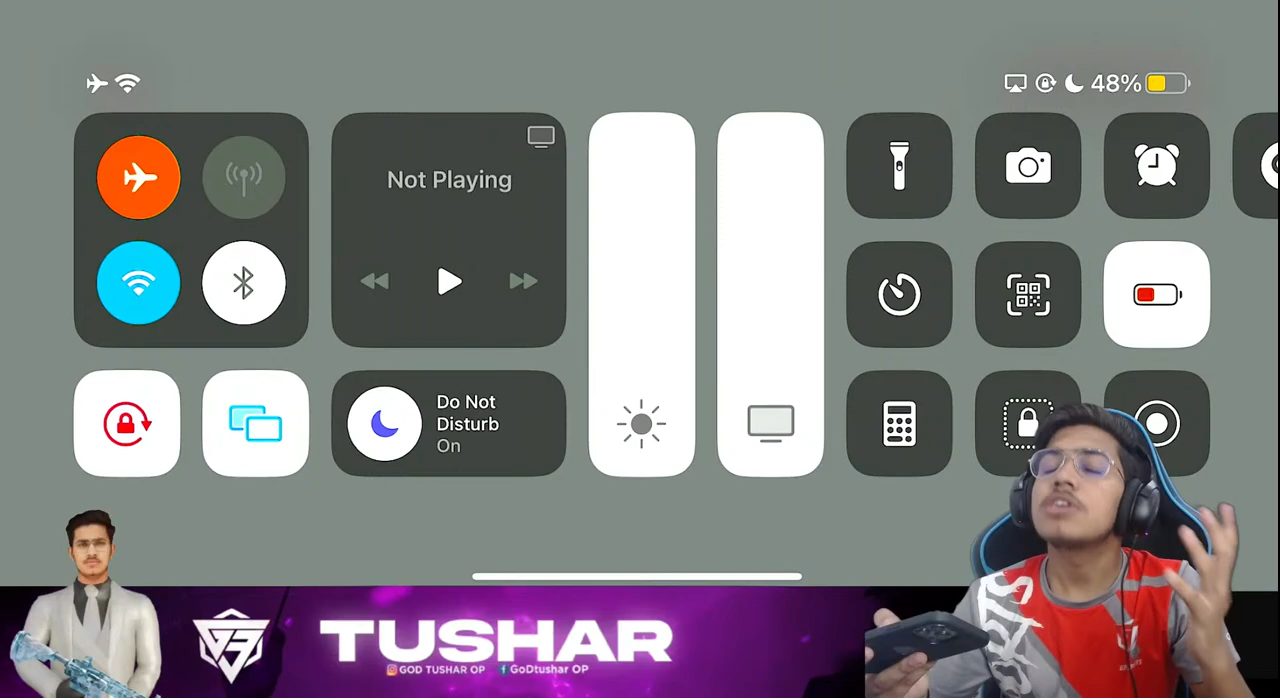 48%
Not Playing
Do Not
Disturb
On
TUSHAR
GOD TUSHAR OP
GoDtushar OP